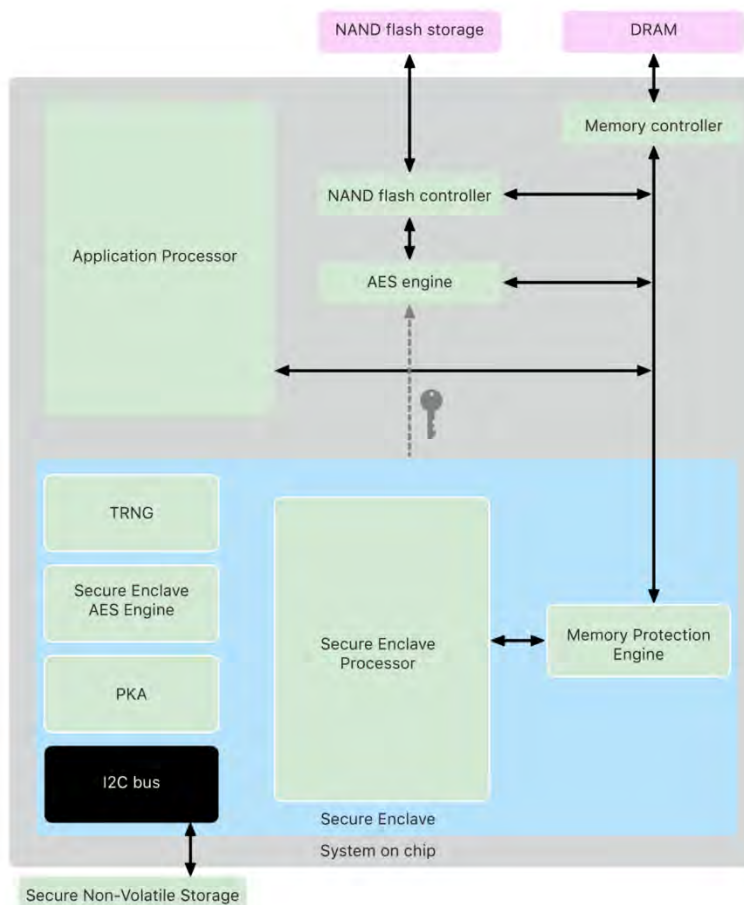 NAND flash storage
DRAM
Memory controller
NAND flash controller
Application Processor
AES engine
TRNG
Secure Enclave
AES Engine
Secure Enclave
Processor
Memory Protection
Engine
PKA
I2C bus
Secure Enclave
System on chip
Secure Non-Volatile Storage